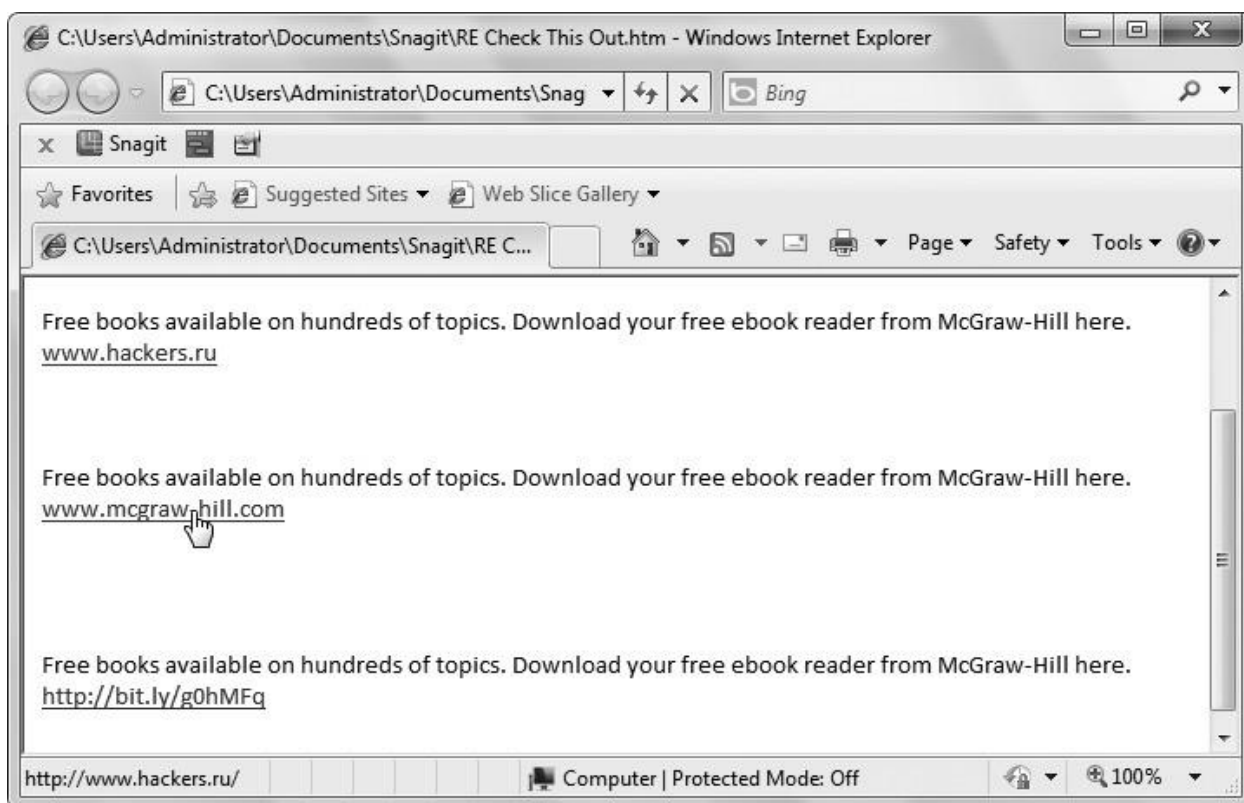 C:\Users\Administrator\Documents\Snagit\RE Check This Out.htm - Windows Internet Explorer
C:\Users\Administrator\Documents\Snag Bing
x Snagit
Favorites Suggested Sites Web Slice Gallery
C:\Users\Administrator\Documents\Snagit\RE C... Page Safety Tools
Free books available on hundreds of topics. Download your free ebook reader from McGraw-Hill here.
www.hackers.ru
Free books available on hundreds of topics. Download your free ebook reader from McGraw-Hill here.
www.mcgraw-hill.com
Free books available on hundreds of topics. Download your free ebook reader from McGraw-Hill here.
http://bit.ly/g0hMFq
http://www.hackers.ru/ Computer | Protected Mode: Off 100%